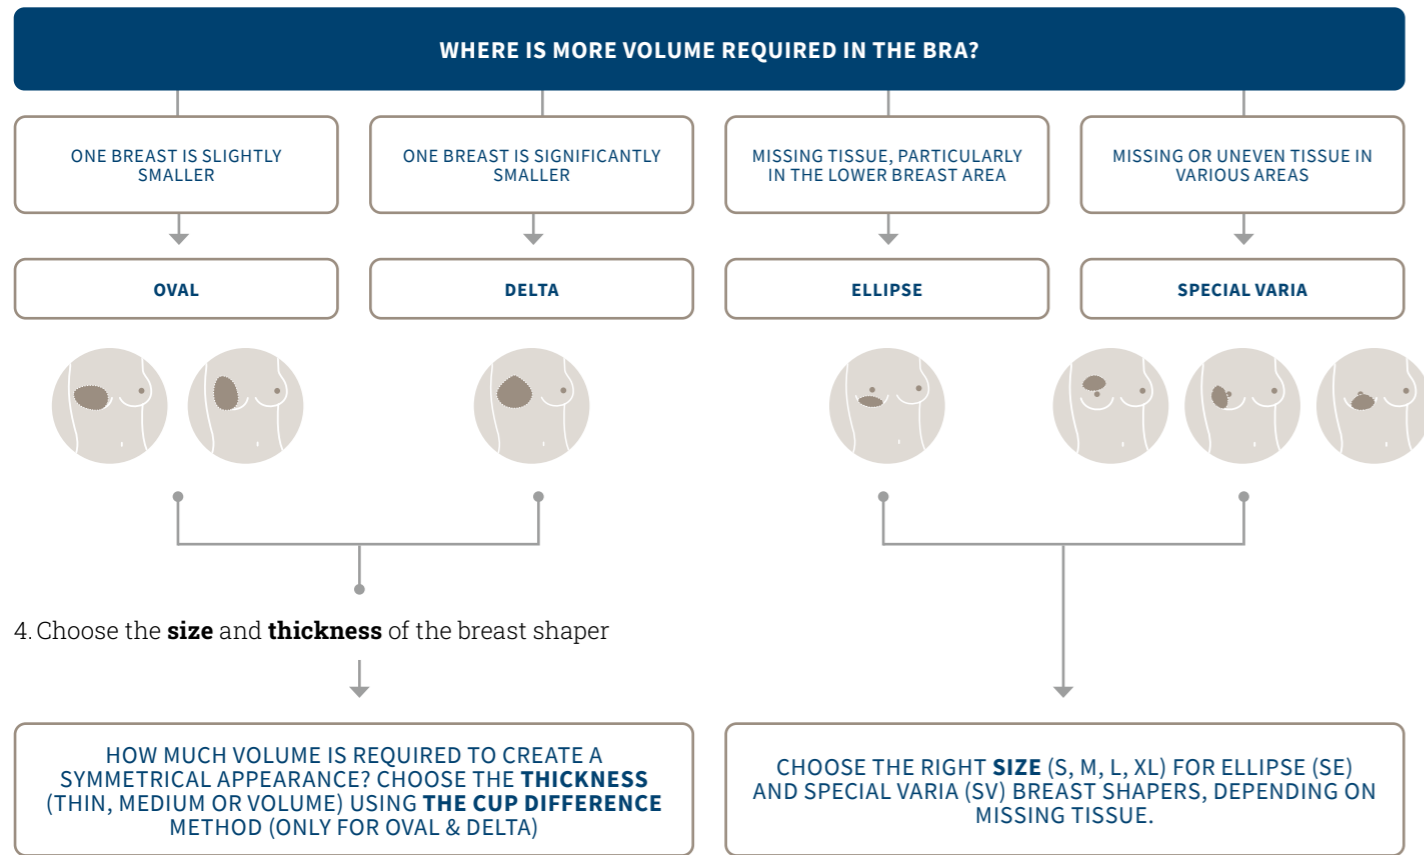 WHERE IS MORE VOLUME REQUIRED IN THE BRA?
ONE BREAST IS SLIGHTLY
SMALLER
ONE BREAST IS SIGNIFICANTLY
SMALLER
MISSING TISSUE, PARTICULARLY
IN THE LOWER BREAST AREA
MISSING OR UNEVEN TISSUE IN
VARIOUS AREAS
OVAL
DELTA
ELLIPSE
SPECIAL VARIA
4. Choose the size and thickness of the breast shaper
HOW MUCH VOLUME IS REQUIRED TO CREATE A
SYMMETRICAL APPEARANCE? CHOOSE THE THICKNESS
(THIN, MEDIUM OR VOLUME) USING THE CUP DIFFERENCE
METHOD (ONLY FOR OVAL & DELTA)
CHOOSE THE RIGHT SIZE (S, M, L, XL) FOR ELLIPSE (SE)
AND SPECIAL VARIA (SV) BREAST SHAPERS, DEPENDING ON
MISSING TISSUE.